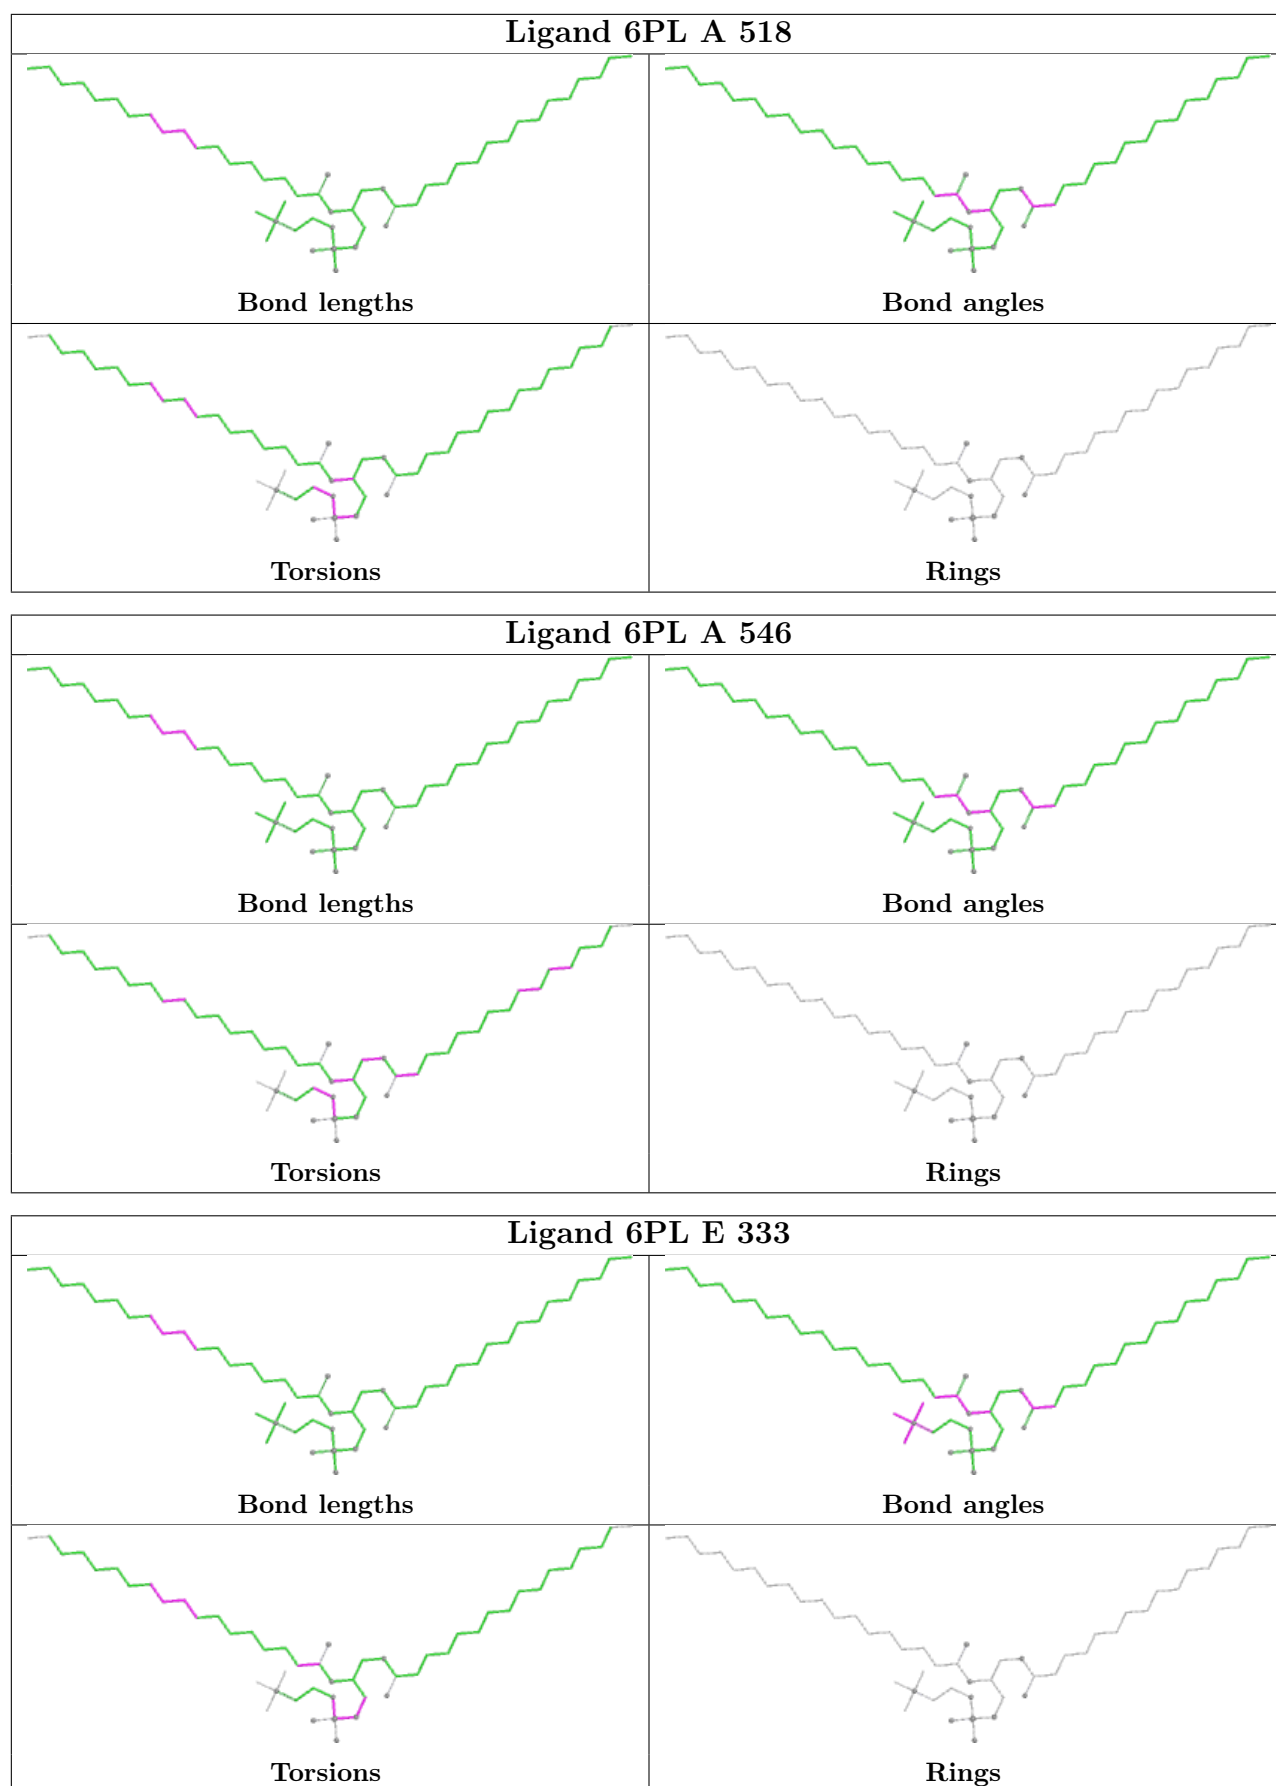 Ligand 6PL A 518
Bond lengths
Bond angles
Torsions
Rings
Ligand 6PL A 546
Bond lengths
Bond angles
Torsions
Rings
Ligand 6PL E 333
Bond lengths
Bond angles
Torsions
Rings